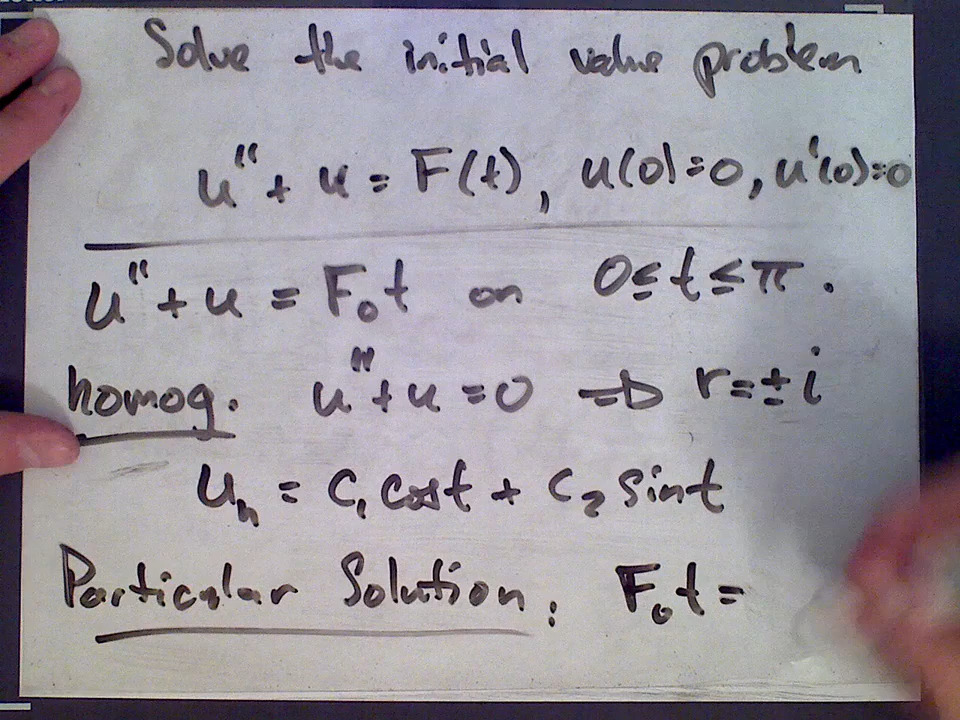 Solve the initial value problem
u'' + u = F(t), u(0)=0, u'(0)=0
u'' + u = F₀t on 0≤t≤π.
homog. u'' + u = 0 ⇒ r=±i
uₕ = c₁cost + c₂sint
Particular Solution: F₀t =